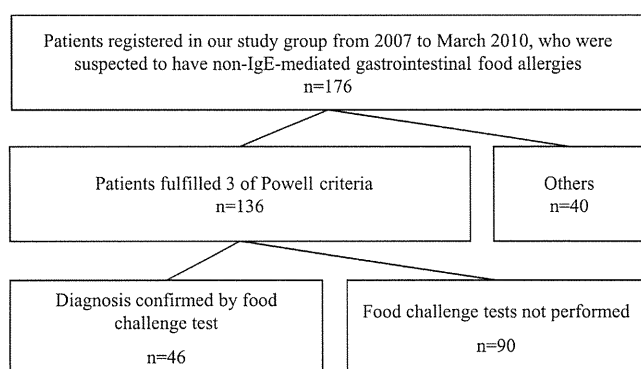 Patients registered in our study group from 2007 to March 2010, who were
suspected to have non-IgE-mediated gastrointestinal food allergies
n=176
Patients fulfilled 3 of Powell criteria
n=136
Others
n=40
Diagnosis confirmed by food
challenge test
n=46
Food challenge tests not performed
n=90